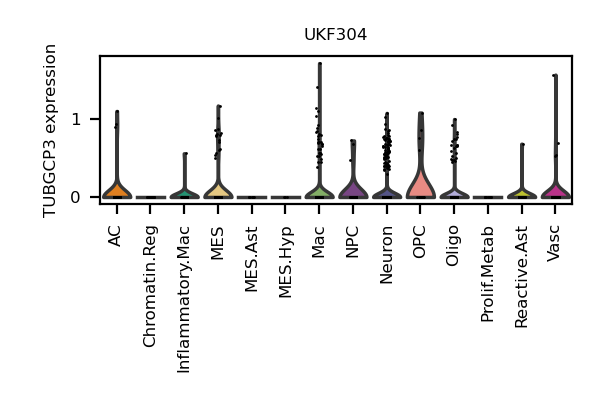 UKF304
TUBGCP3 expression
1
0
AC
Chromatin.Reg
Inflammatory.Mac
MES
MES.Ast
MES.Hyp
Mac
NPC
Neuron
OPC
Oligo
Prolif.Metab
Reactive.Ast
Vasc